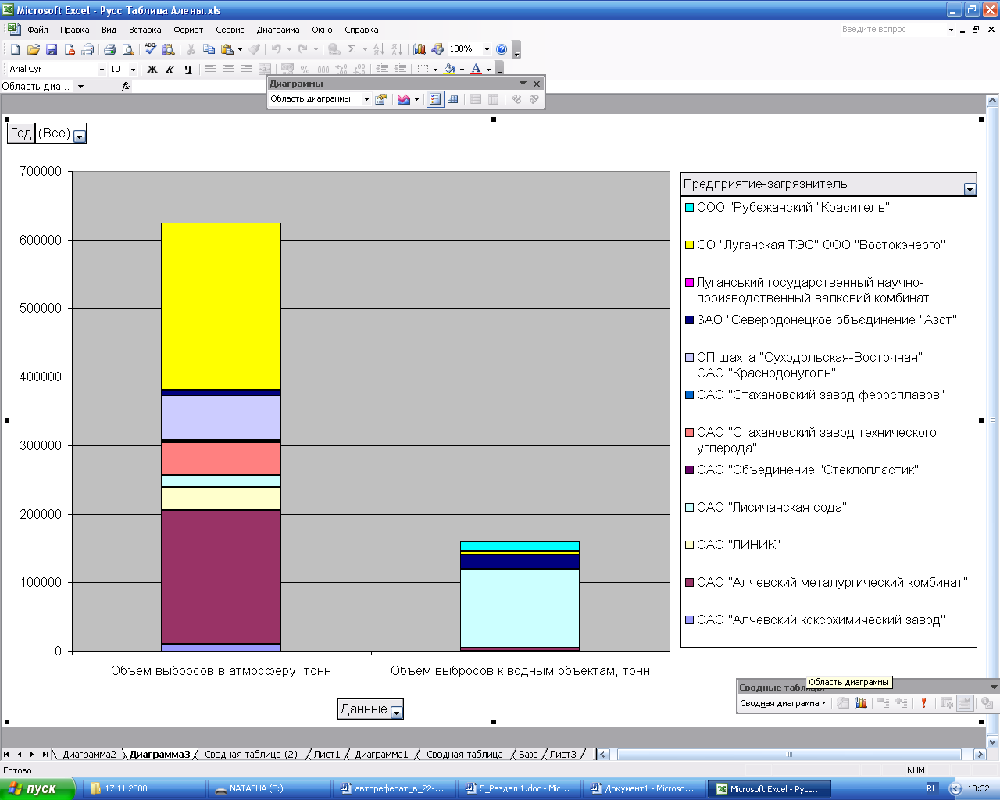 Microsoft Excel - Русс Таблица Алены.xls
Файл Правка Вид Вставка Формат Сервис Диаграмма Окно Справка
Введите вопрос
130%
Arial Cyr 10 Ж К Ч % 000
Область диа... fx
Диаграммы
Область диаграммы
Год (Все)
700000
600000
500000
400000
300000
200000
100000
0
Объем выбросов в атмосферу, тонн
Объем выбросов к водным объектам, тонн
Данные
Предприятие-загрязнитель
ООО "Рубежанский "Краситель"
СО "Луганская ТЭС" ООО "Востокэнерго"
Луганський государственный научно-
производственный валковий комбинат
ЗАО "Северодонецкое объєдинение "Азот"
ОП шахта "Суходольская-Восточная"
ОАО "Краснодонуголь"
ОАО "Стахановский завод феросплавов"
ОАО "Стахановский завод технического
углерода"
ОАО "Объединение "Стеклопластик"
ОАО "Лисичанская сода"
ОАО "ЛИНИК"
ОАО "Алчевский металургический комбинат"
ОАО "Алчевский коксохимический завод"
Область диаграммы
Сводные таблицы
Сводная диаграмма
Диаграмма2 Диаграмма3 Сводная таблица (2) Лист1 Диаграмма1 Сводная таблица База Лист3
Готово
NUM
пуск 17 11 2008 NATASHA (F:) автореферат_в_22-... 5_Раздел 1.doc - Mic... Документ1 - Microso... Microsoft Excel - Русс... RU 10:32